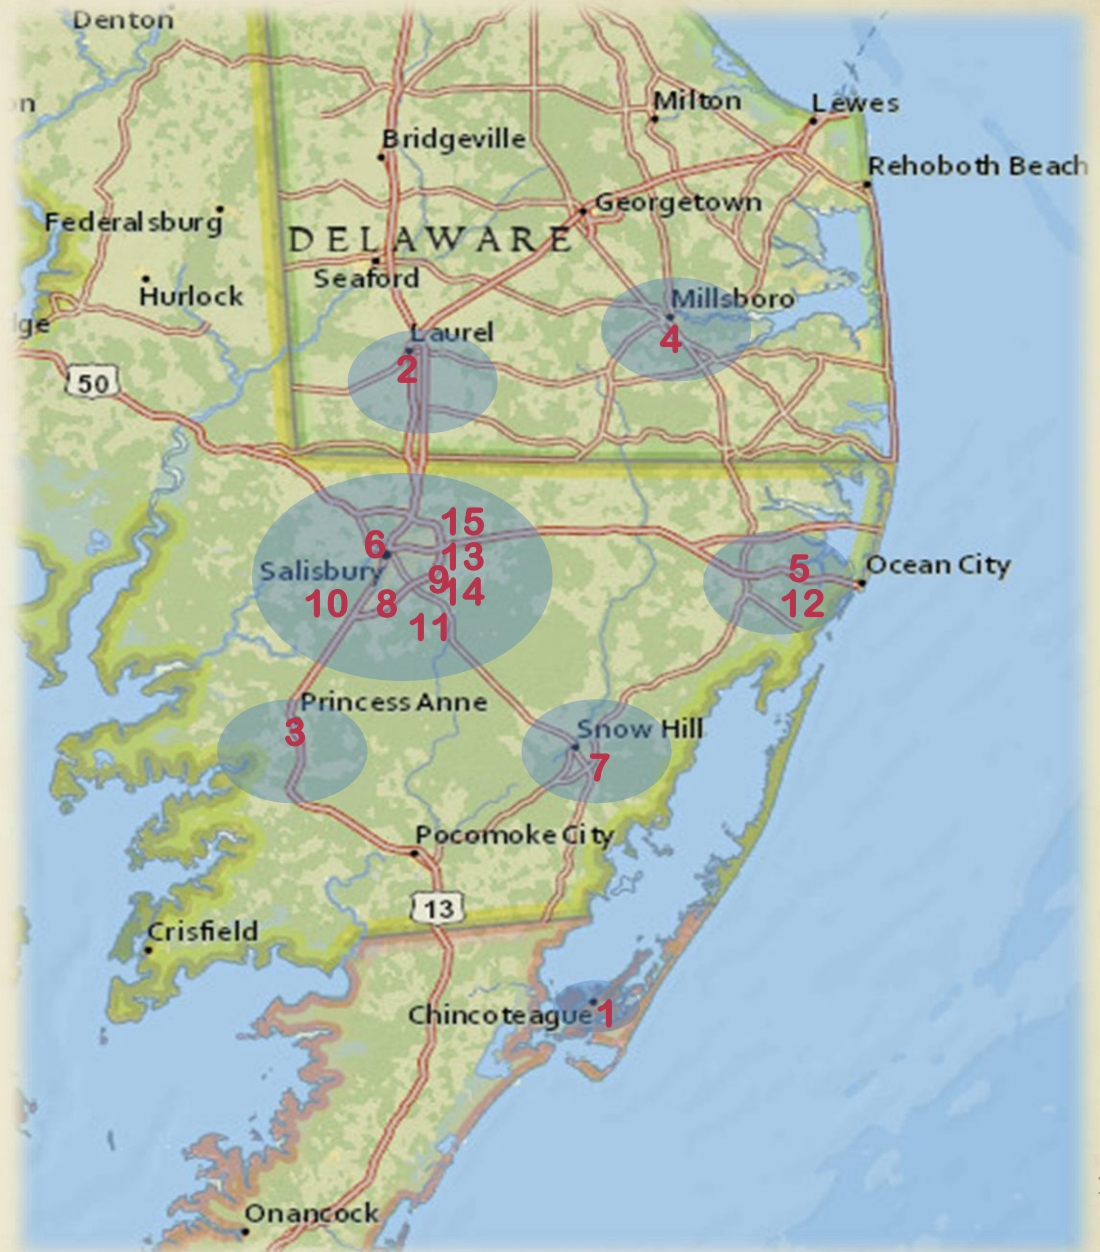 Denton
on
Milton
Lewes
Bridgeville
Rehoboth Beach
Georgetown
Federalsburg
DELAWARE
Seaford
Hurlock
Millsboro
dge
Laurel
4
2
50
15
6
13
Ocean City
5
Salisbury
9
14
10
8
12
11
Princess Anne
3
Snow Hill
7
Pocomoke City
13
Crisfield
Chincoteague
1
Onancock